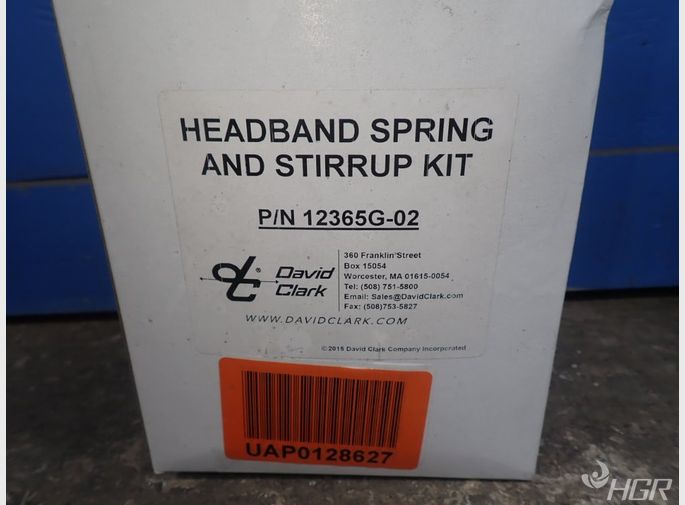 HEADBAND SPRING
AND STIRRUP KIT
P/N 12365G-02
dc® David
Clark
360 Franklin Street
Box 15054
Worcester, MA 01615-0054
Tel: (508) 751-5800
Email: Sales@DavidClark.com
Fax: (508)753-5827
WWW.DAVIDCLARK.COM
© 2015 David Clark Company Incorporated
UAP0128627
HGR